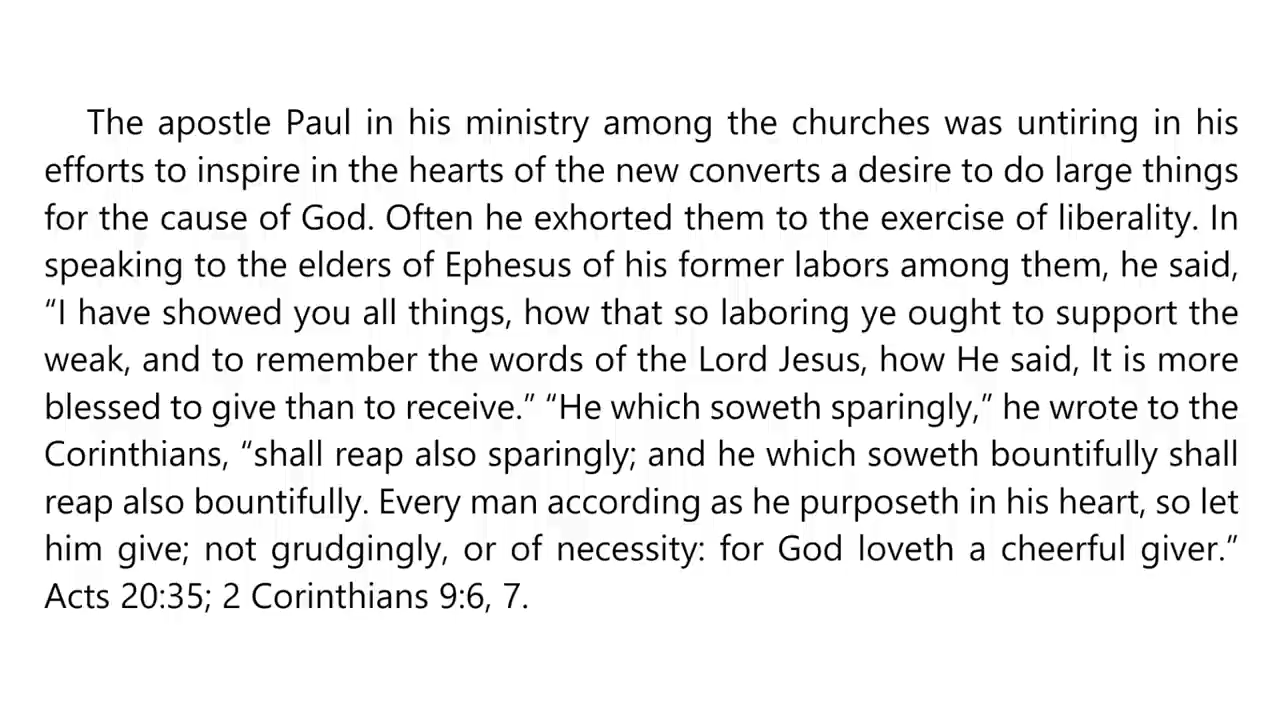 The apostle Paul in his ministry among the churches was untiring in his
efforts to inspire in the hearts of the new converts a desire to do large things
for the cause of God. Often he exhorted them to the exercise of liberality. In
speaking to the elders of Ephesus of his former labors among them, he said,
“I have showed you all things, how that so laboring ye ought to support the
weak, and to remember the words of the Lord Jesus, how He said, It is more
blessed to give than to receive.” “He which soweth sparingly,” he wrote to the
Corinthians, “shall reap also sparingly; and he which soweth bountifully shall
reap also bountifully. Every man according as he purposeth in his heart, so let
him give; not grudgingly, or of necessity: for God loveth a cheerful giver.”
Acts 20:35; 2 Corinthians 9:6, 7.